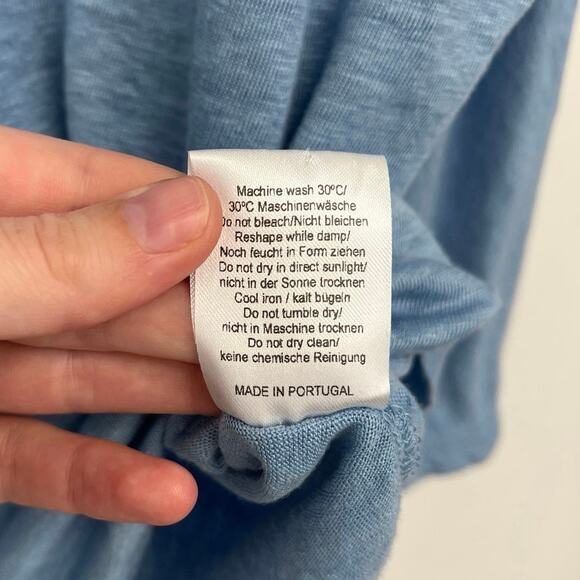 Machine wash 30ºC/
30ºC Maschinenwäsche
Do not bleach/Nicht bleichen
Reshape while damp/
Noch feucht in Form ziehen
Do not dry in direct sunlight/
nicht in der Sonne trocknen
Cool iron / kalt bügeln
Do not tumble dry/
nicht in Maschine trocknen
Do not dry clean/
keine chemische Reinigung
MADE IN PORTUGAL